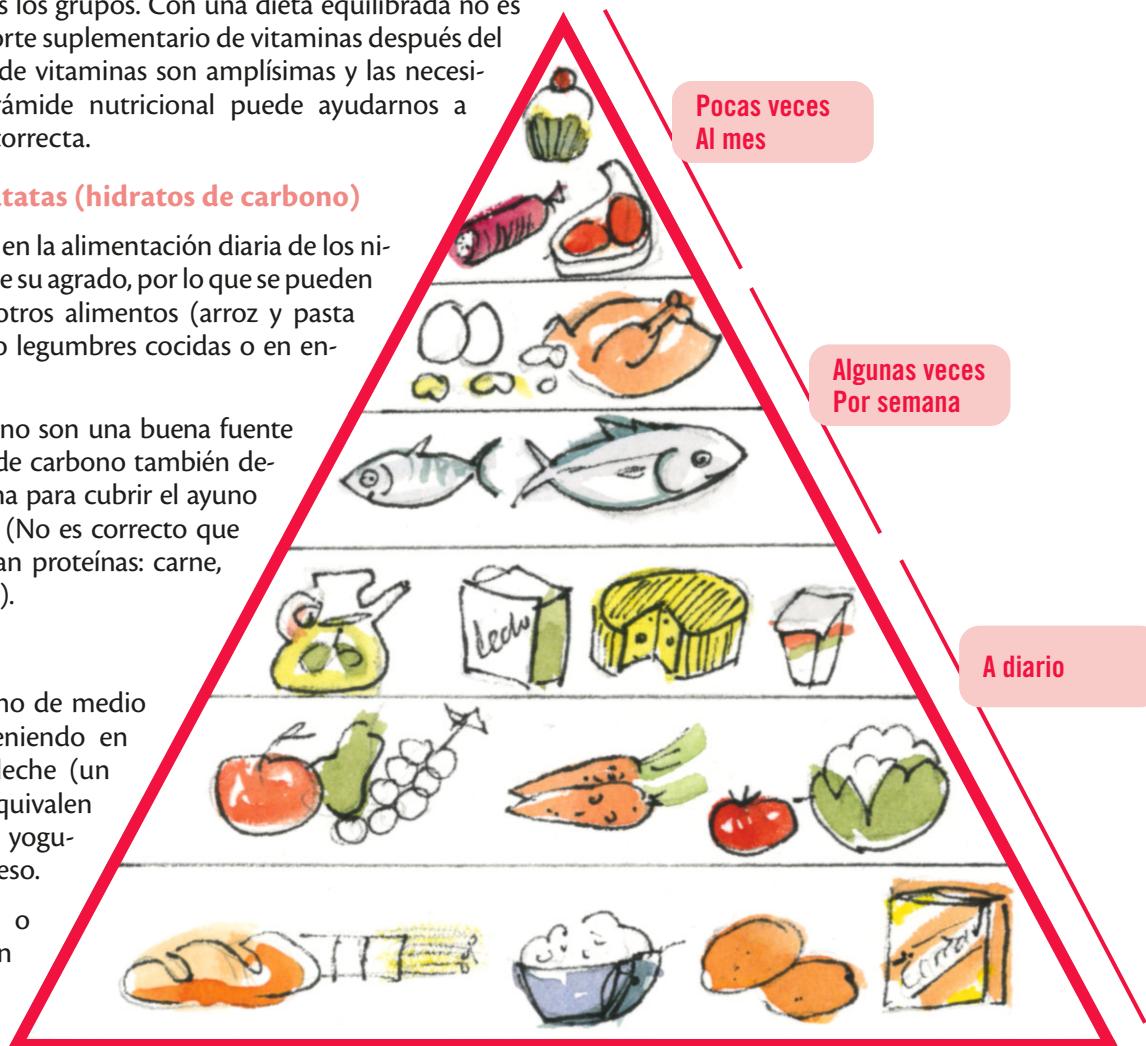 s los grupos. Con una dieta equilibrada no es
orte suplementario de vitaminas después del
de vitaminas son amplísimas y las necesi-
rámide nutricional puede ayudarnos a
correcta.
tatas (hidratos de carbono)
en la alimentación diaria de los ni-
e su agrado, por lo que se pueden
otros alimentos (arroz y pasta
o legumbres cocidas o en en-
no son una buena fuente
de carbono también de-
na para cubrir el ayuno
(No es correcto que
an proteínas: carne,
).
no de medio
eniendo en
leche (un
quivalen
yogu-
eso.
o
n
Pocas veces
Al mes
Algunas veces
Por semana
A diario